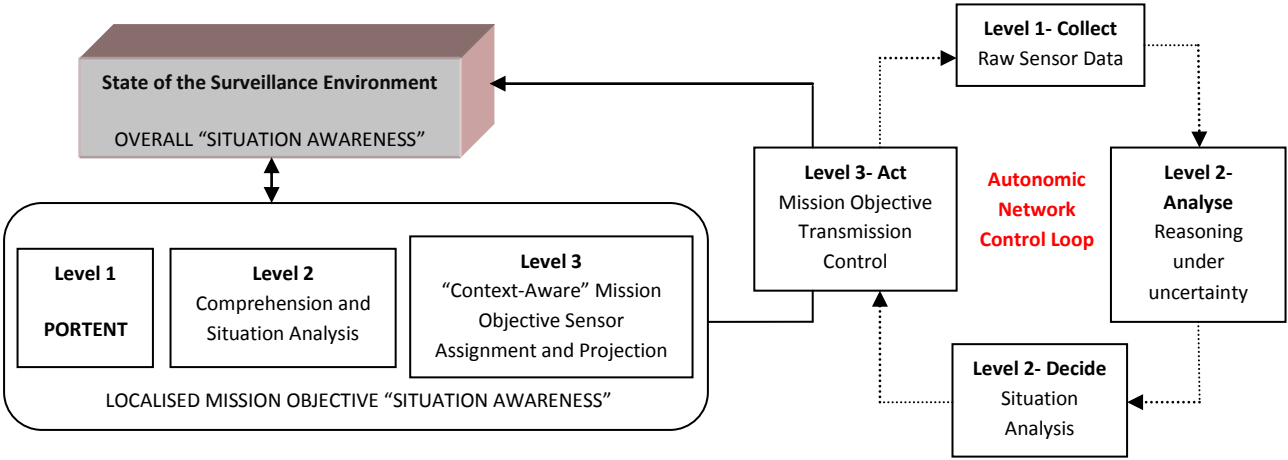 State of the Surveillance Environment
OVERALL “SITUATION AWARENESS”
Level 1
PORTENT
Level 2
Comprehension and
Situation Analysis
Level 3
“Context-Aware” Mission
Objective Sensor
Assignment and Projection
LOCALISED MISSION OBJECTIVE “SITUATION AWARENESS”
Level 3- Act
Mission Objective
Transmission
Control
Autonomic
Network
Control Loop
Level 1- Collect
Raw Sensor Data
Level 2-
Analyse
Reasoning
under
uncertainty
Level 2- Decide
Situation
Analysis